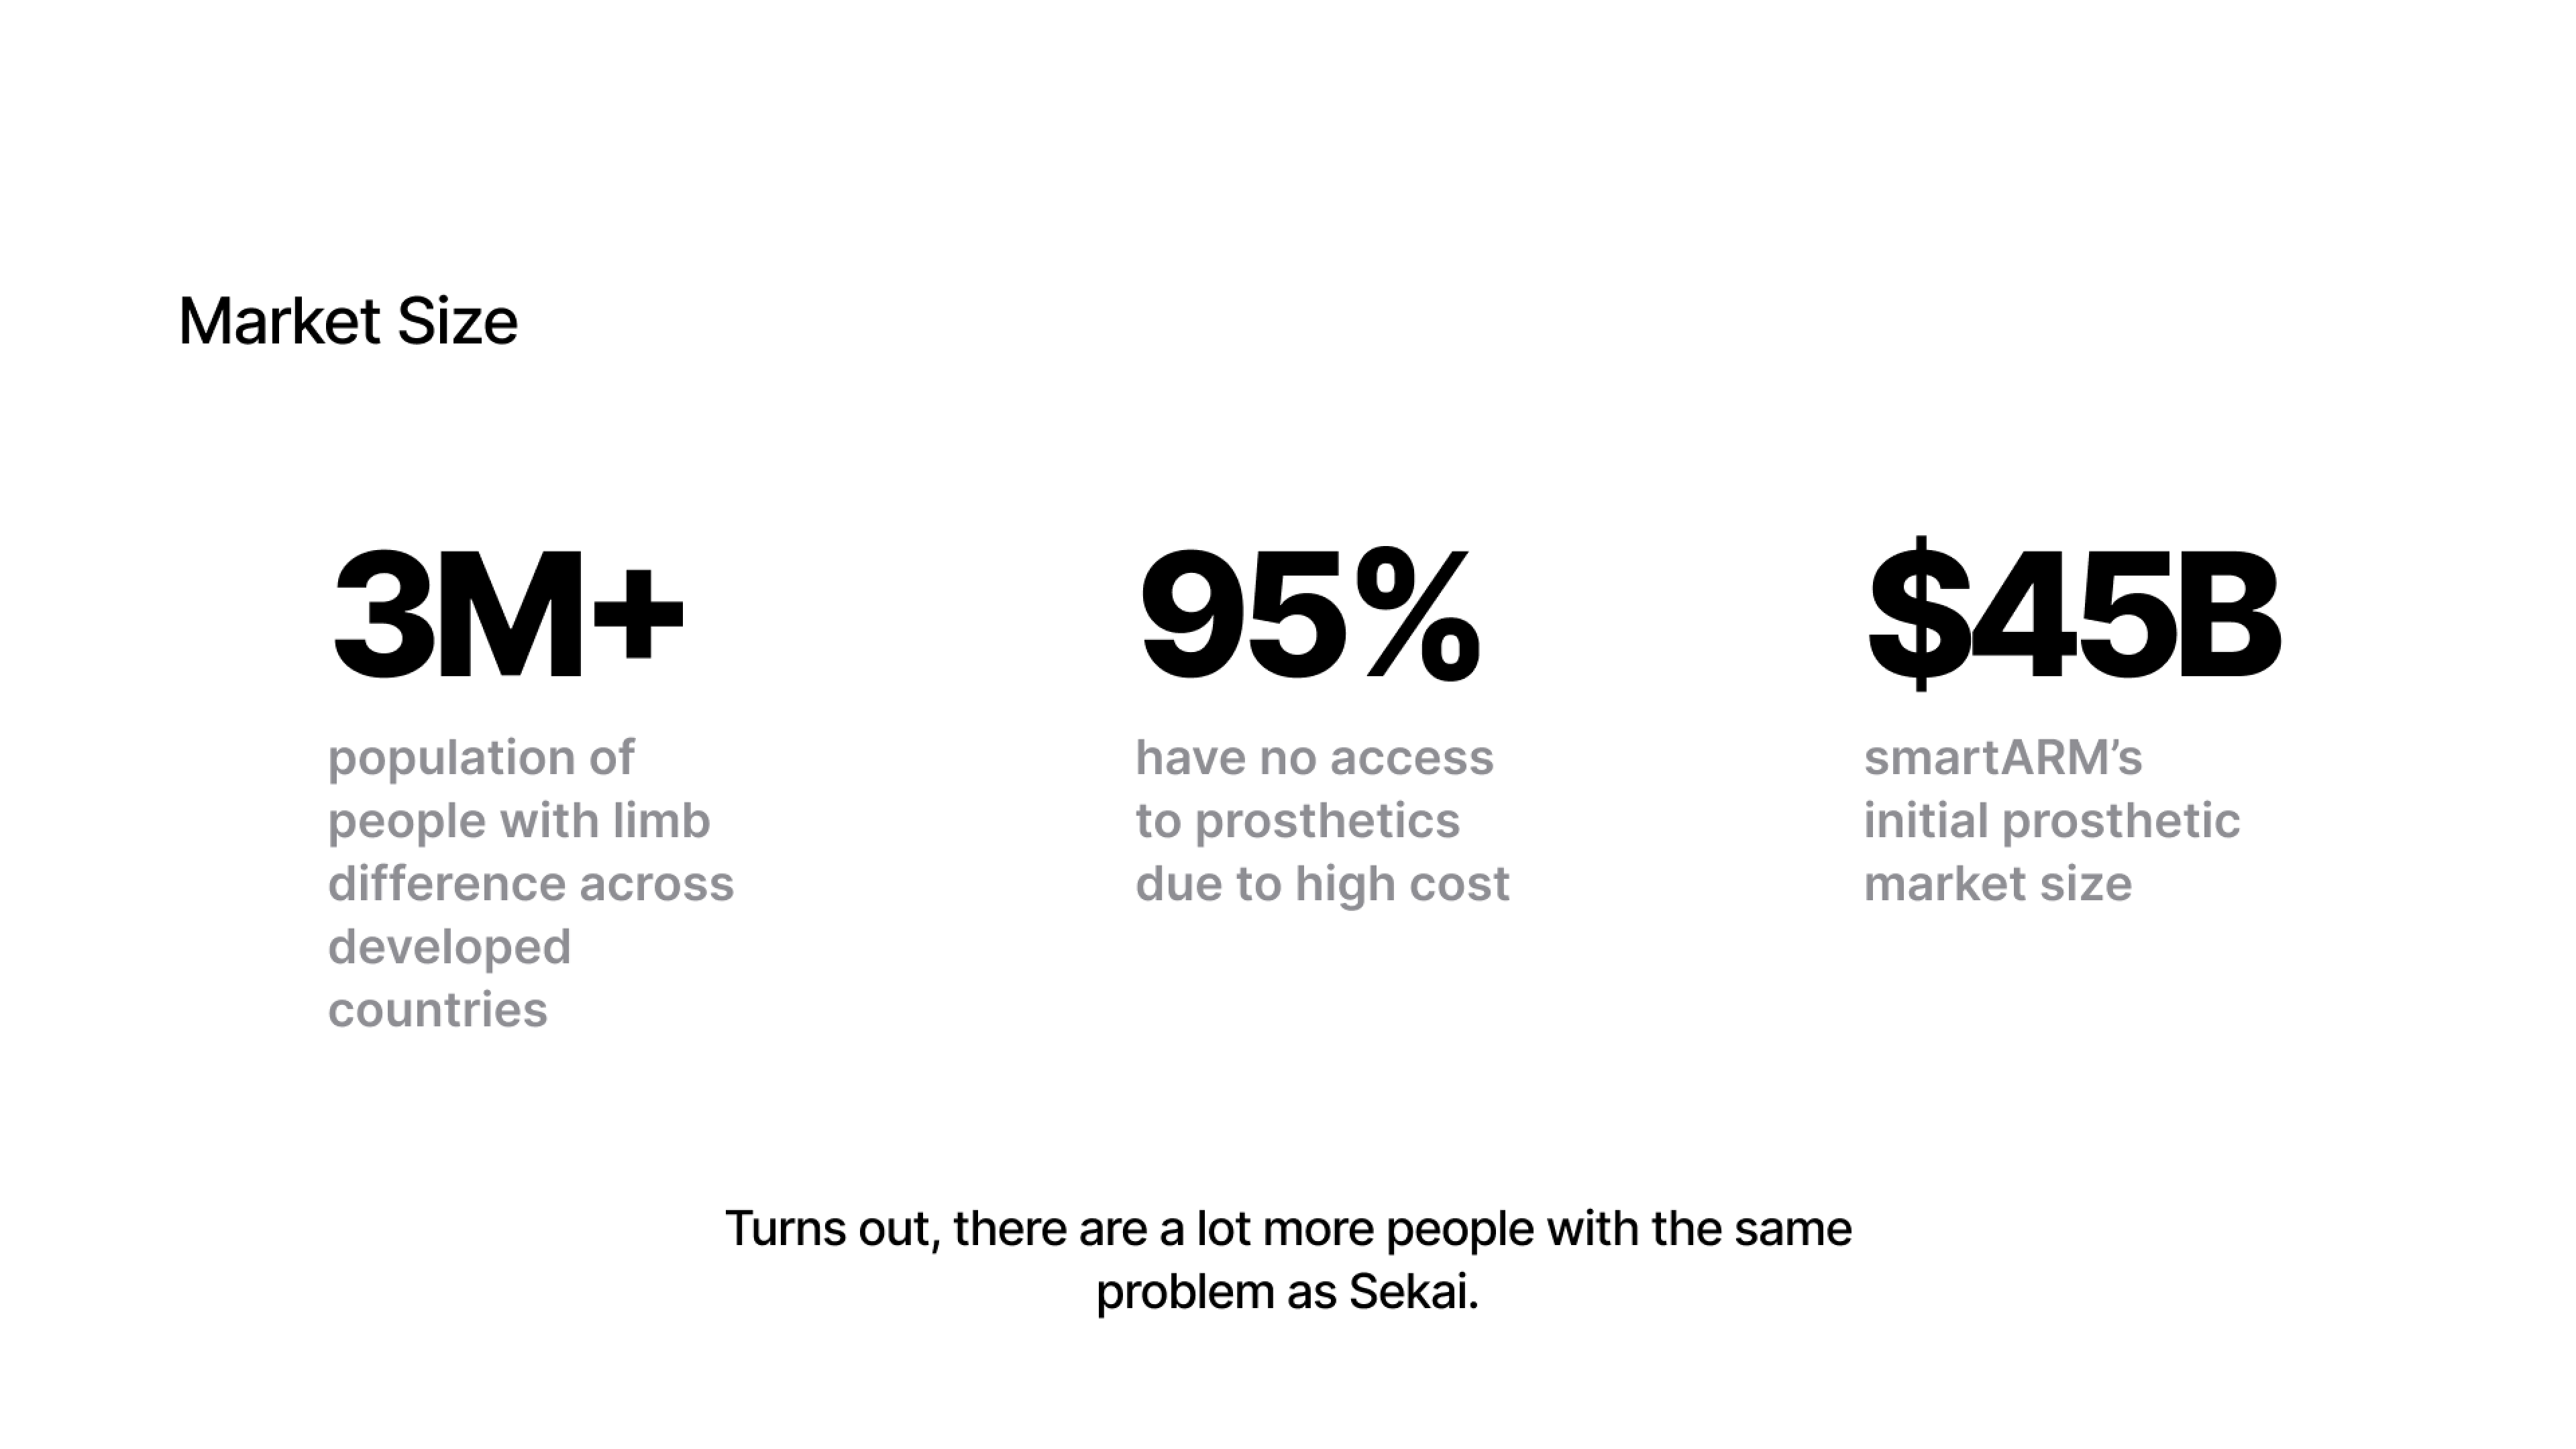 Market Size
3M+
population of
people with limb
difference across
developed
countries
95%
have no access
to prosthetics
due to high cost
$45B
smartARM’s
initial prosthetic
market size
Turns out, there are a lot more people with the same
problem as Sekai.